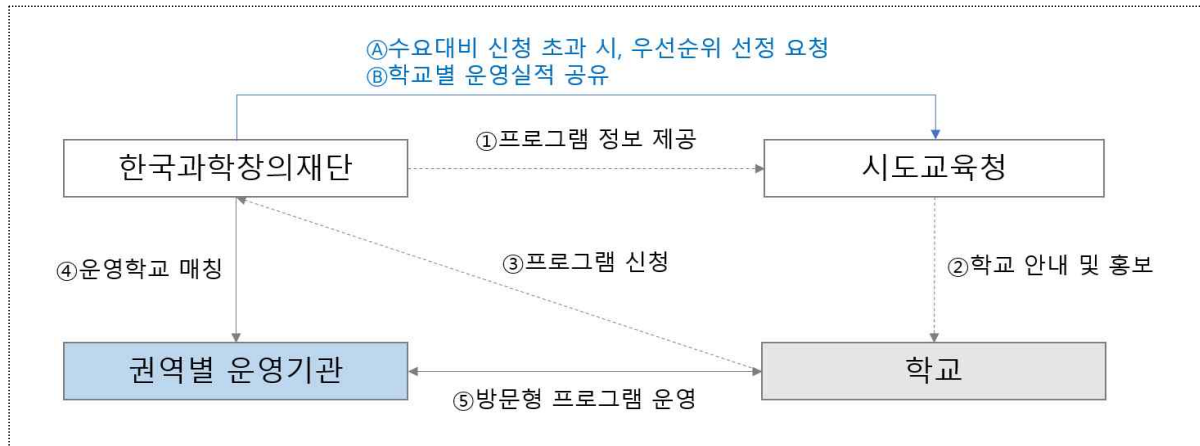 Ⓐ수요대비 신청 초과 시, 우선순위 선정 요청
Ⓑ학교별 운영실적 공유
①프로그램 정보 제공
한국과학창의재단
시도교육청
④운영학교 매칭
③프로그램 신청
②학교 안내 및 홍보
권역별 운영기관
학교
⑤방문형 프로그램 운영